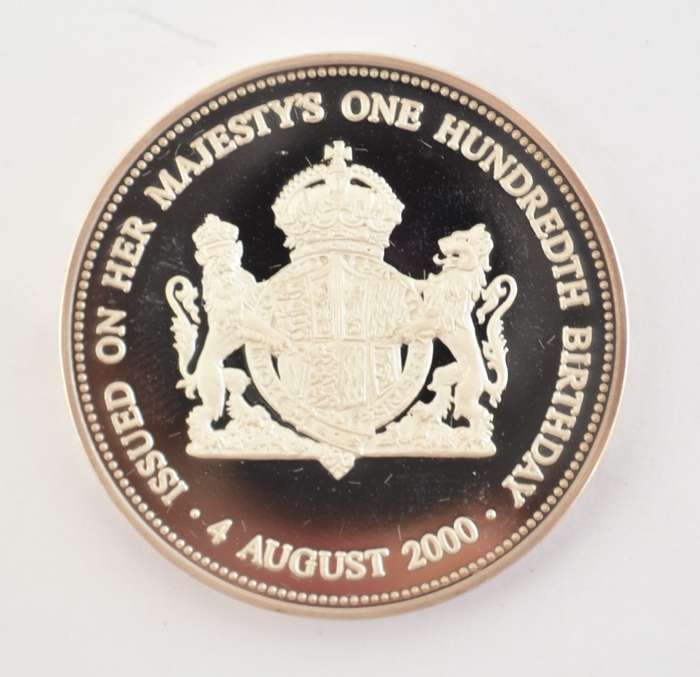 ISSUED ON HER MAJESTY'S ONE HUNDREDTH BIRTHDAY
· 4 AUGUST 2000 ·